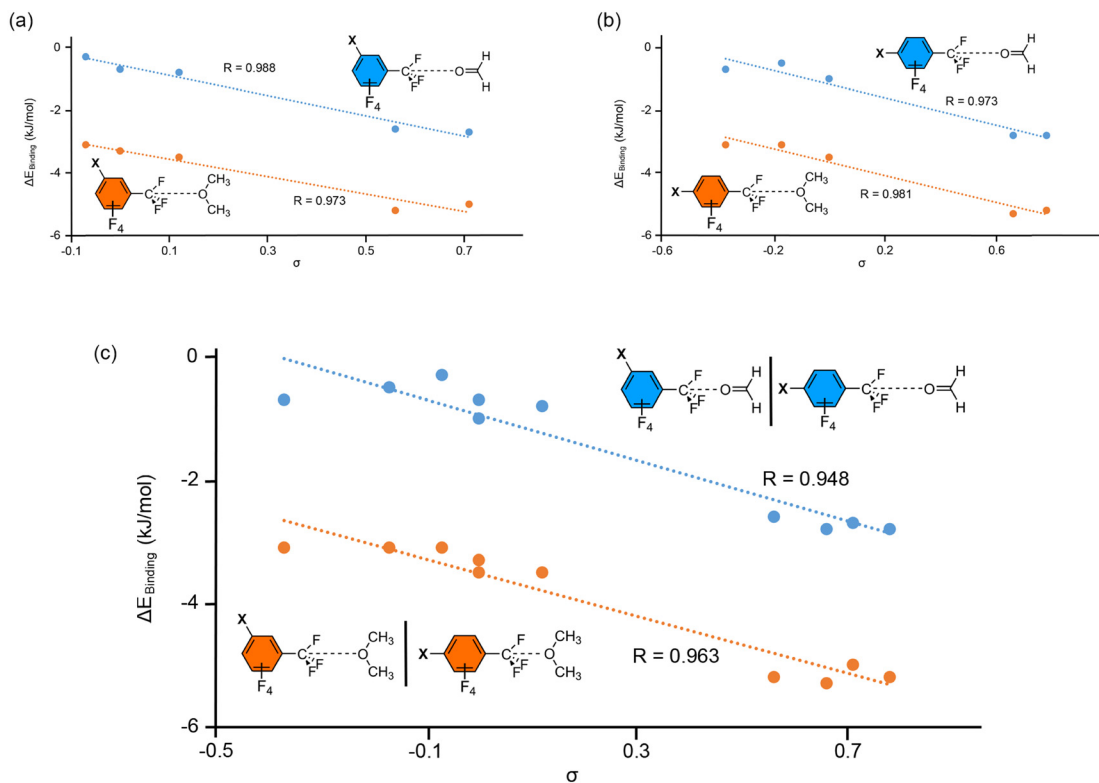 (a)
0
-2
-4
-6
ΔE_Binding (kJ/mol)
-0.1
0.1
0.3
0.5
0.7
σ
R = 0.988
R = 0.973
X
F₄
C
F
F
F
O
H
H
X
F₄
C
F
F
F
O
CH₃
CH₃
(b)
0
-2
-4
-6
ΔE_Binding (kJ/mol)
-0.6
-0.2
0.2
0.6
σ
R = 0.973
R = 0.981
X
F₄
C
F
F
F
O
H
H
X
F₄
C
F
F
F
O
CH₃
CH₃
(c)
0
-2
-4
-6
ΔE_Binding (kJ/mol)
-0.5
-0.1
0.3
0.7
σ
R = 0.948
R = 0.963
X
F₄
C
F
F
F
O
H
H
X
F₄
C
F
F
F
O
H
H
X
F₄
C
F
F
F
O
CH₃
CH₃
X
F₄
C
F
F
F
O
CH₃
CH₃